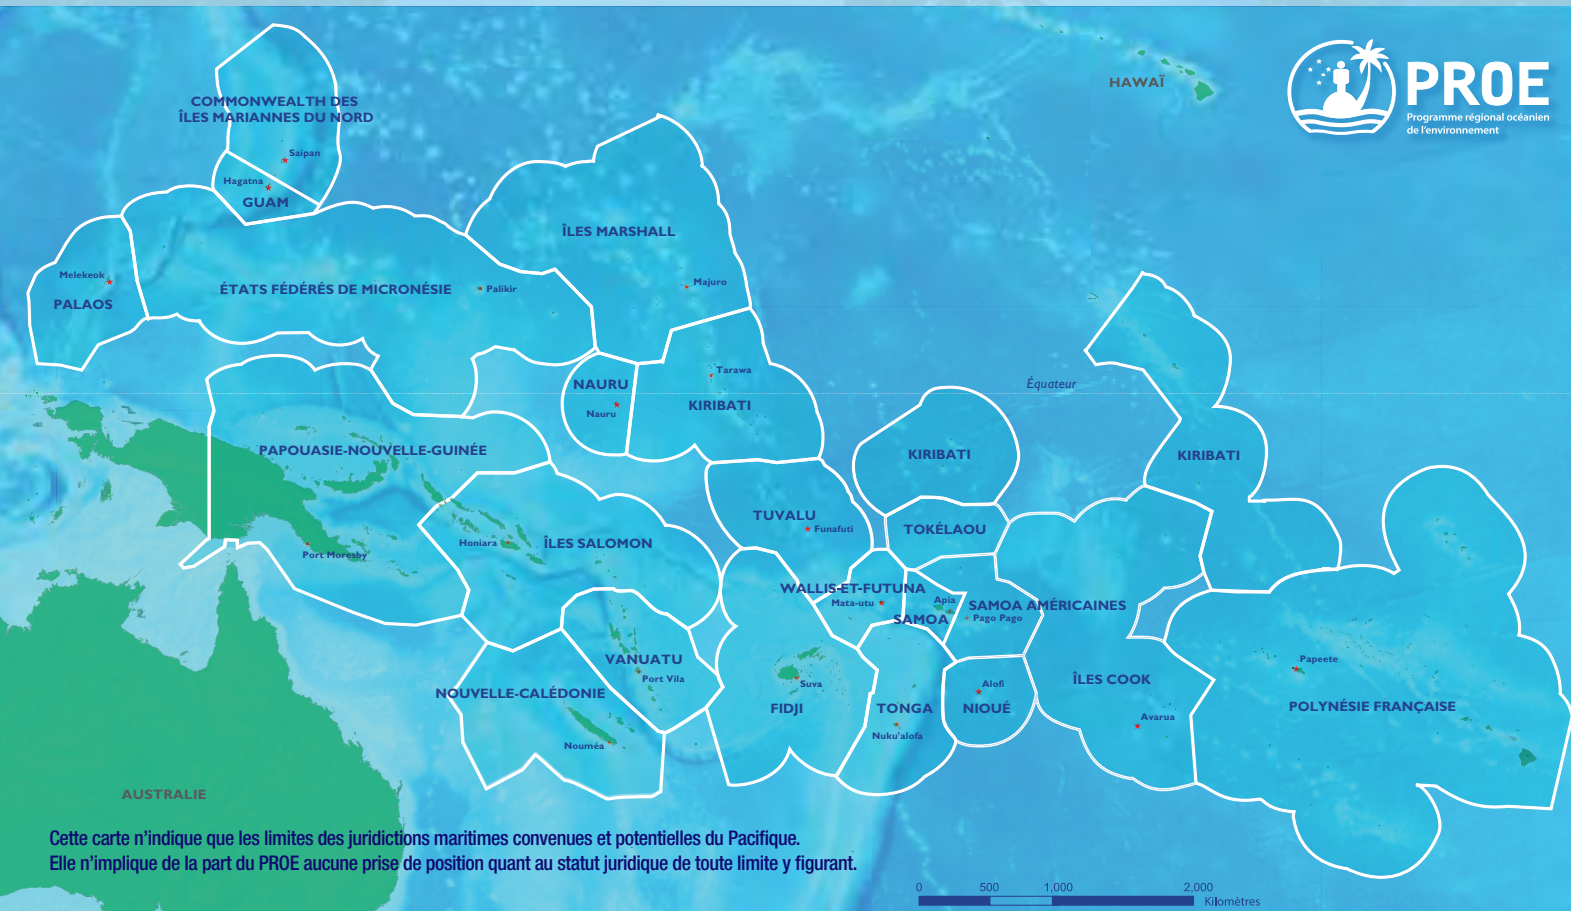 HAWAÏ
PROE
Programme régional océanien
de l'environnement
COMMONWEALTH DES
ÎLES MARIANNES DU NORD
Saipan
Hagatna
GUAM
ÎLES MARSHALL
Melekeok
PALAOS
ÉTATS FÉDÉRÉS DE MICRONÉSIE
Palikir
Majuro
Tarawa
NAURU
Nauru
KIRIBATI
Équateur
PAPOUASIE-NOUVELLE-GUINÉE
KIRIBATI
KIRIBATI
TUVALU
Funafuti
TOKÉLAOU
Port Moresby
Honiara
ÎLES SALOMON
WALLIS-ET-FUTUNA
Mata-utu
Apia
SAMOA
SAMOA AMÉRICAINES
Pago Pago
VANUATU
Port Vila
Papeete
NOUVELLE-CALÉDONIE
Suva
FIDJI
TONGA
Nuku'alofa
Alofi
NIOUÉ
ÎLES COOK
Avarua
POLYNÉSIE FRANÇAISE
Nouméa
AUSTRALIE
Cette carte n'indique que les limites des juridictions maritimes convenues et potentielles du Pacifique.
Elle n'implique de la part du PROE aucune prise de position quant au statut juridique de toute limite y figurant.
0 500 1,000 2,000
Kilomètres